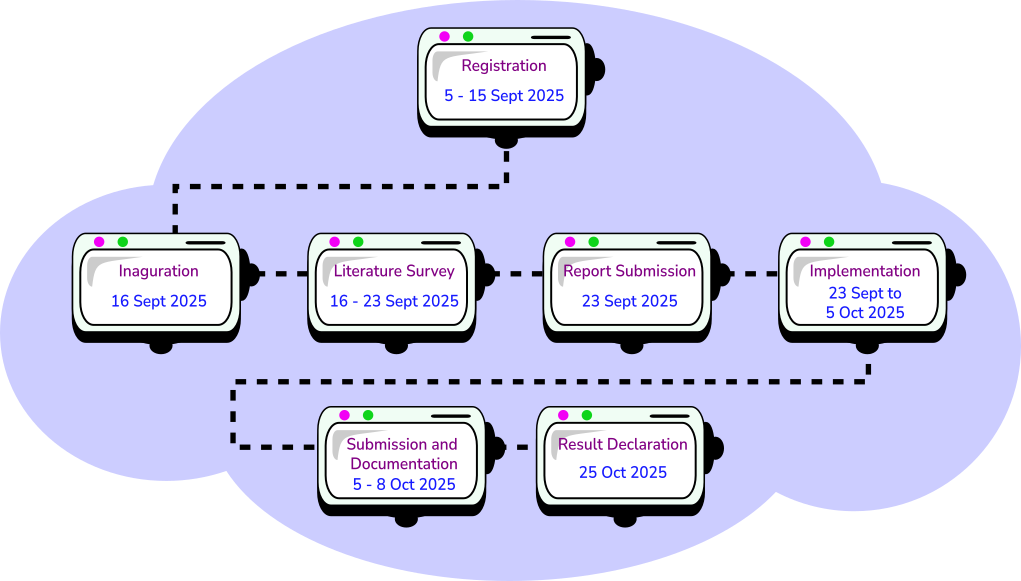 Registration
5 - 15 Sept 2025
Inaguration
16 Sept 2025
Literature Survey
16 - 23 Sept 2025
Report Submission
23 Sept 2025
Implementation
23 Sept to
5 Oct 2025
Submission and
Documentation
5 - 8 Oct 2025
Result Declaration
25 Oct 2025